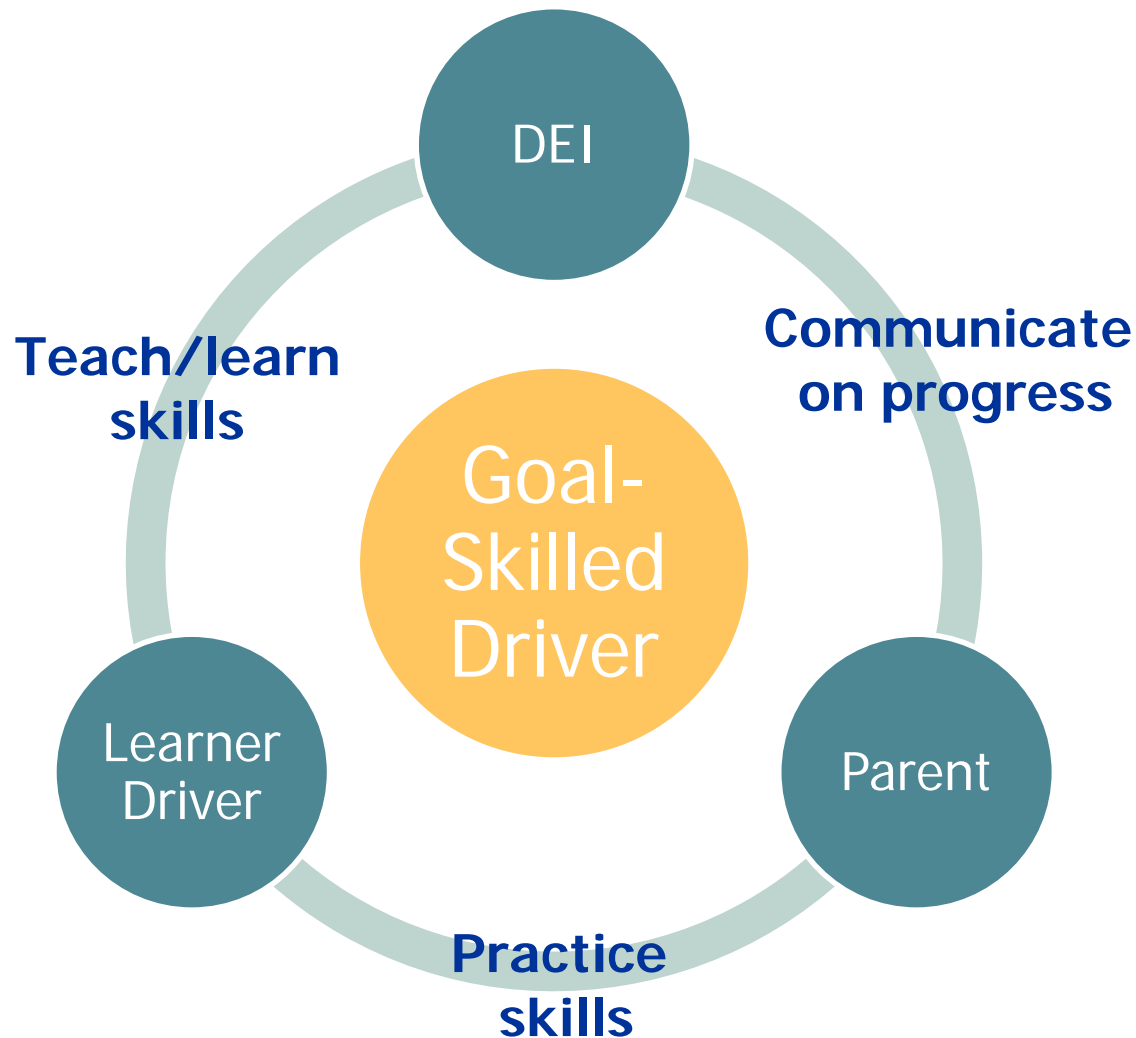 DEI
Teach/learn
skills
Communicate
on progress
Goal-
Skilled
Driver
Learner
Driver
Parent
Practice
skills